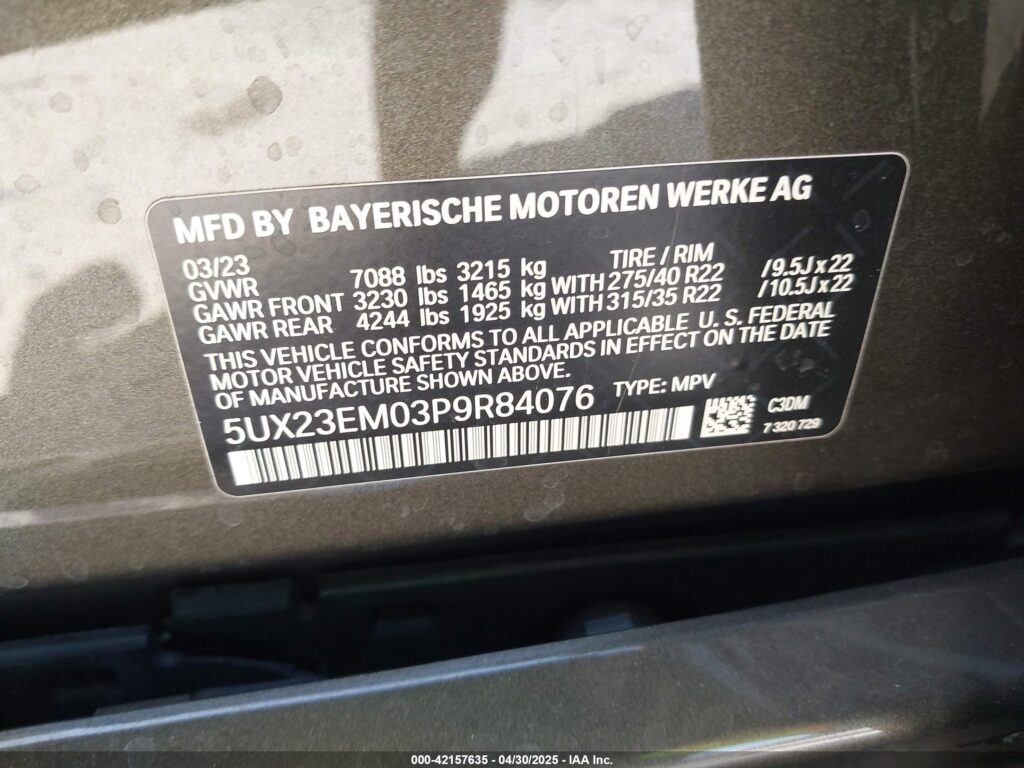 MFD BY BAYERISCHE MOTOREN WERKE AG
03/23 TIRE / RIM
GVWR 7088 lbs 3215 kg
GAWR FRONT 3230 lbs 1465 kg WITH 275/40 R22 / 9.5J x 22
GAWR REAR 4244 lbs 1925 kg WITH 315/35 R22 / 10.5J x 22
THIS VEHICLE CONFORMS TO ALL APPLICABLE U. S. FEDERAL
MOTOR VEHICLE SAFETY STANDARDS IN EFFECT ON THE DATE
OF MANUFACTURE SHOWN ABOVE.
5UX23EM03P9R84076 TYPE: MPV
C3DM
7 320 729
000-42157635 - 04/30/2025 - IAA Inc.